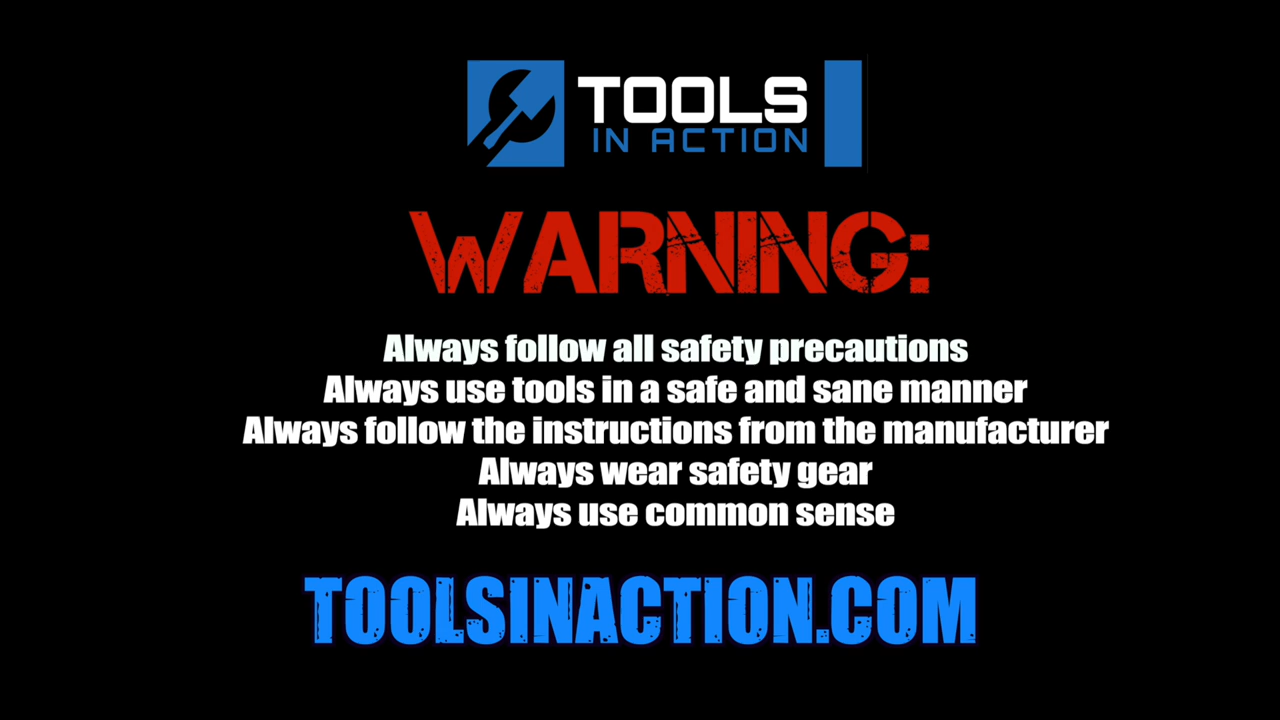 TOOLS
IN ACTION
WARNING:
Always follow all safety precautions
Always use tools in a safe and sane manner
Always follow the instructions from the manufacturer
Always wear safety gear
Always use common sense
TOOLSINACTION.COM